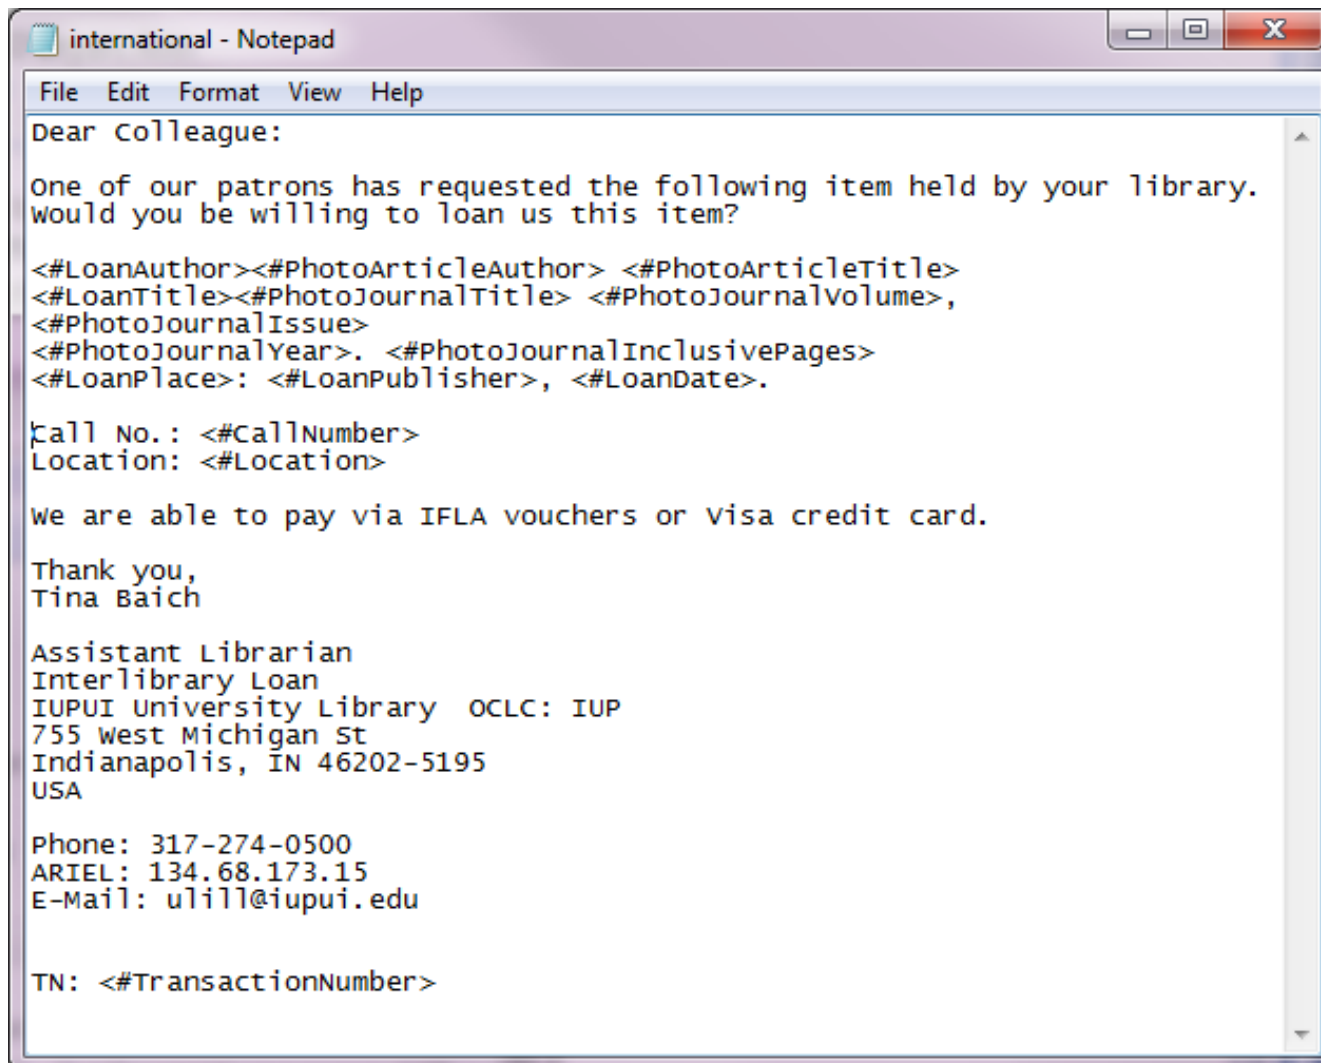 international - Notepad
File Edit Format View Help
Dear Colleague:
One of our patrons has requested the following item held by your library.
Would you be willing to loan us this item?
<#LoanAuthor><#PhotoArticleAuthor> <#PhotoArticleTitle>
<#LoanTitle><#PhotoJournalTitle> <#PhotoJournalVolume>,
<#PhotoJournalIssue>
<#PhotoJournalYear>. <#PhotoJournalInclusivePages>
<#LoanPlace>: <#LoanPublisher>, <#LoanDate>.
Call No.: <#CallNumber>
Location: <#Location>
We are able to pay via IFLA vouchers or Visa credit card.
Thank you,
Tina Baich
Assistant Librarian
Interlibrary Loan
IUPUI University Library  OCLC: IUP
755 West Michigan St
Indianapolis, IN 46202-5195
USA
Phone: 317-274-0500
ARIEL: 134.68.173.15
E-Mail: ulill@iupui.edu
TN: <#TransactionNumber>